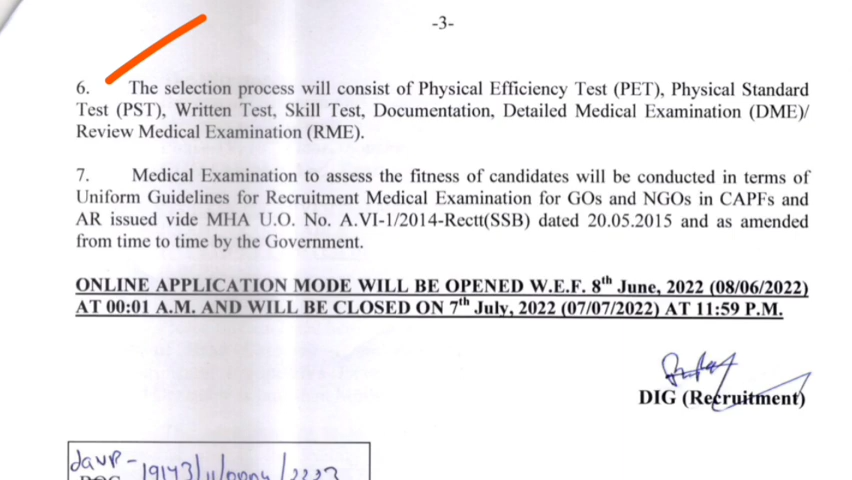 -3-
6. The selection process will consist of Physical Efficiency Test (PET), Physical Standard
Test (PST), Written Test, Skill Test, Documentation, Detailed Medical Examination (DME)/
Review Medical Examination (RME).
7. Medical Examination to assess the fitness of candidates will be conducted in terms of
Uniform Guidelines for Recruitment Medical Examination for GOs and NGOs in CAPFs and
AR issued vide MHA U.O. No. A.VI-1/2014-Rectt(SSB) dated 20.05.2015 and as amended
from time to time by the Government.
ONLINE APPLICATION MODE WILL BE OPENED W.E.F. 8th June, 2022 (08/06/2022)
AT 00:01 A.M. AND WILL BE CLOSED ON 7th July, 2022 (07/07/2022) AT 11:59 P.M.
DIG (Recruitment)
davp- 19143/11/0004/2223